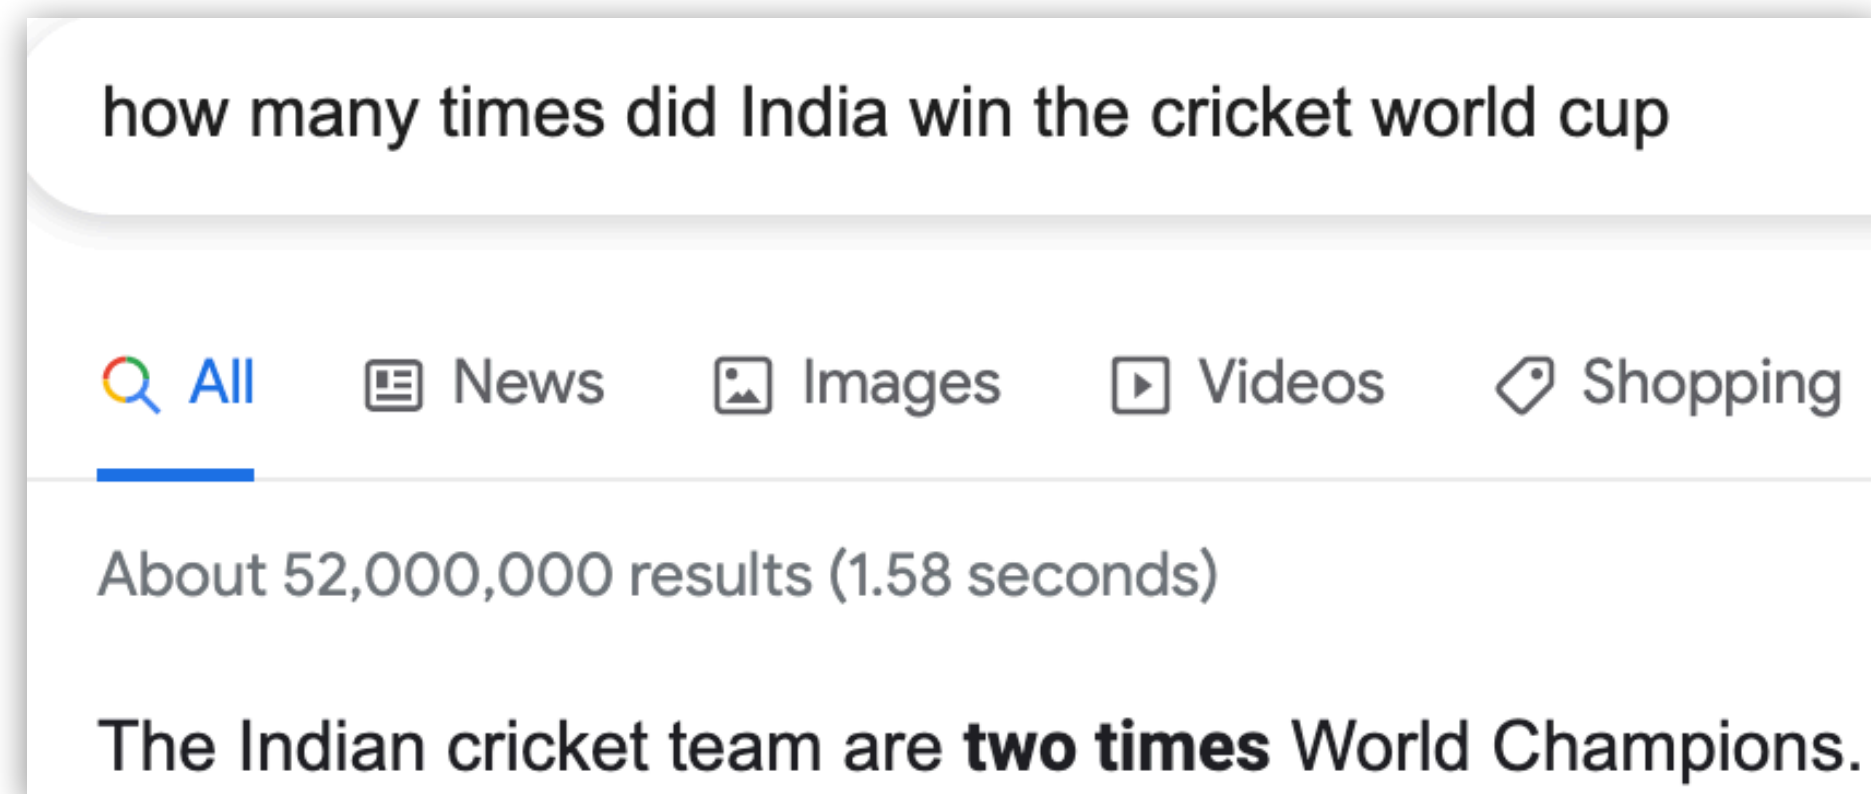 how many times did India win the cricket world cup
All News Images Videos Shopping
About 52,000,000 results (1.58 seconds)
The Indian cricket team are two times World Champions.